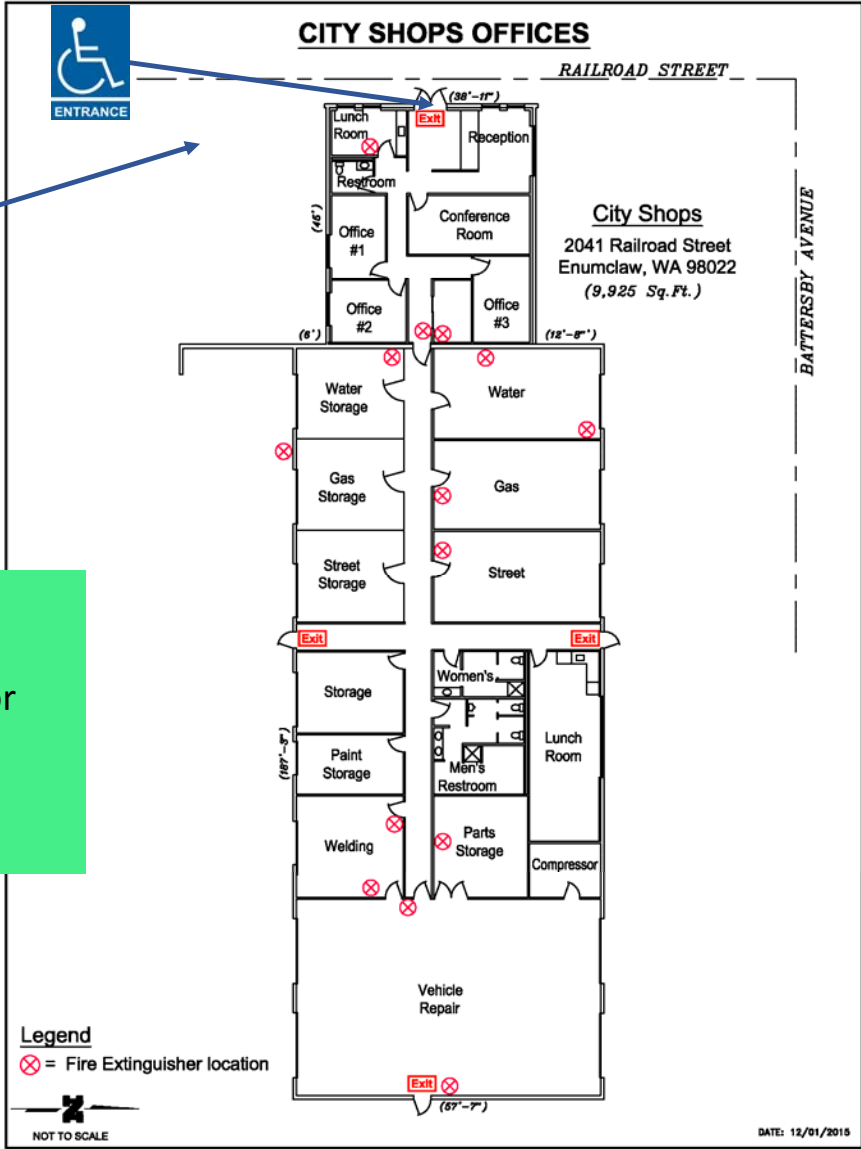 CITY SHOPS OFFICES
ENTRANCE
RAILROAD STREET
(38'-11")
Exit
Lunch
Room
Reception
Restroom
(45')
Office
#1
Conference
Room
City Shops
2041 Railroad Street
Enumclaw, WA 98022
(9,925 Sq.Ft.)
BATTERSBY AVENUE
Office
#2
Office
#3
(6')
(12'-8")
Water
Storage
Water
Gas
Storage
Gas
Street
Storage
Street
Exit
Exit
or
Storage
Women's
Paint
Storage
(187'-3")
Men's
Restroom
Lunch
Room
Welding
Parts
Storage
Compressor
Vehicle
Repair
Legend
= Fire Extinguisher location
Exit
(57'-7")
Z
NOT TO SCALE
DATE: 12/01/2015